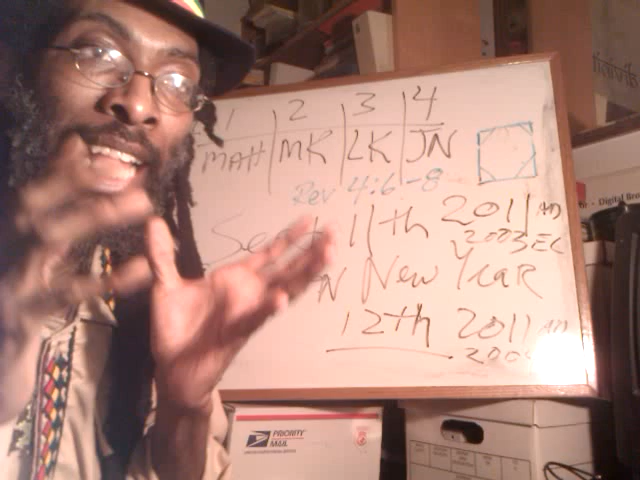 1 2 3 4
MAtt MK LK JN
Rev 4:6-8
Sept 11th 2011 AD
2003 EC
New Year
12th 2011 AD
PRIORITY
MAIL